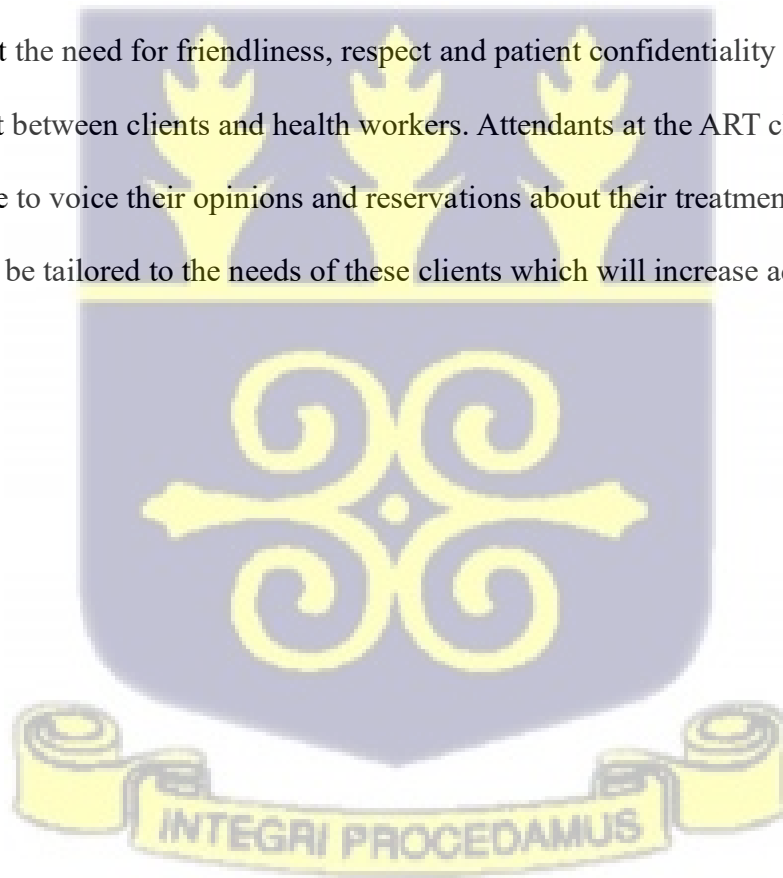 t the need for friendliness, respect and patient confidentiality
t between clients and health workers. Attendants at the ART c
e to voice their opinions and reservations about their treatmen
be tailored to the needs of these clients which will increase a
INTEGRI PROCEDAMUS